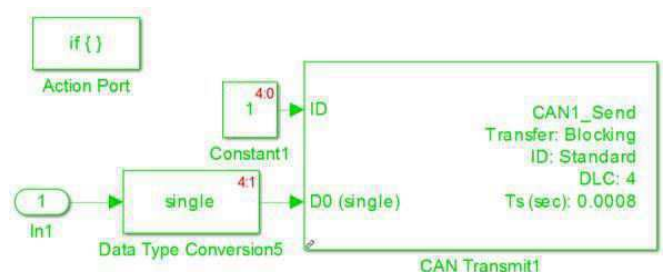 if { }
Action Port
4:0
1
Constant1
ID
CAN1_Send
Transfer: Blocking
ID: Standard
DLC: 4
Ts (sec): 0.0008
1
In1
4:1
single
Data Type Conversion5
D0 (single)
CAN Transmit1